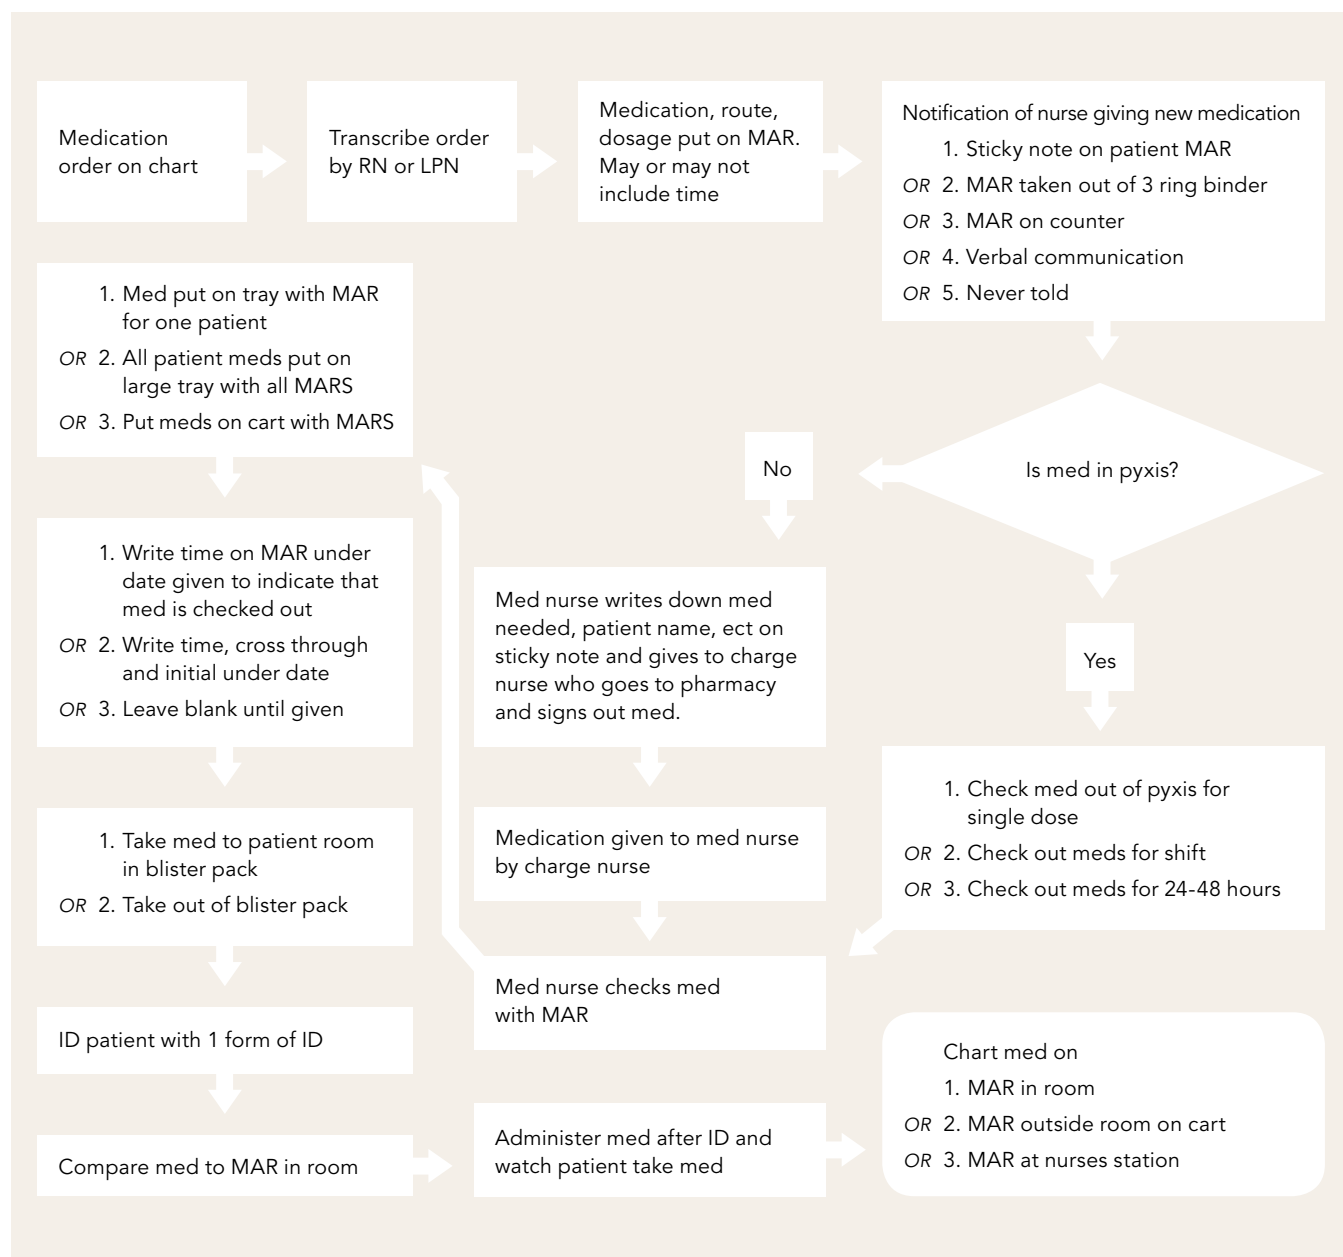 Medication
order on chart
Transcribe order
by RN or LPN
Medication, route,
dosage put on MAR.
May or may not
include time
Notification of nurse giving new medication
1. Sticky note on patient MAR
OR 2. MAR taken out of 3 ring binder
OR 3. MAR on counter
OR 4. Verbal communication
OR 5. Never told
Is med in pyxis?
No
Med nurse writes down med
needed, patient name, ect on
sticky note and gives to charge
nurse who goes to pharmacy
and signs out med.
Medication given to med nurse
by charge nurse
Yes
1. Check med out of pyxis for
single dose
OR 2. Check out meds for shift
OR 3. Check out meds for 24-48 hours
Med nurse checks med
with MAR
1. Med put on tray with MAR
for one patient
OR 2. All patient meds put on
large tray with all MARS
OR 3. Put meds on cart with MARS
1. Write time on MAR under
date given to indicate that
med is checked out
OR 2. Write time, cross through
and initial under date
OR 3. Leave blank until given
1. Take med to patient room
in blister pack
OR 2. Take out of blister pack
ID patient with 1 form of ID
Compare med to MAR in room
Administer med after ID and
watch patient take med
Chart med on
1. MAR in room
OR 2. MAR outside room on cart
OR 3. MAR at nurses station